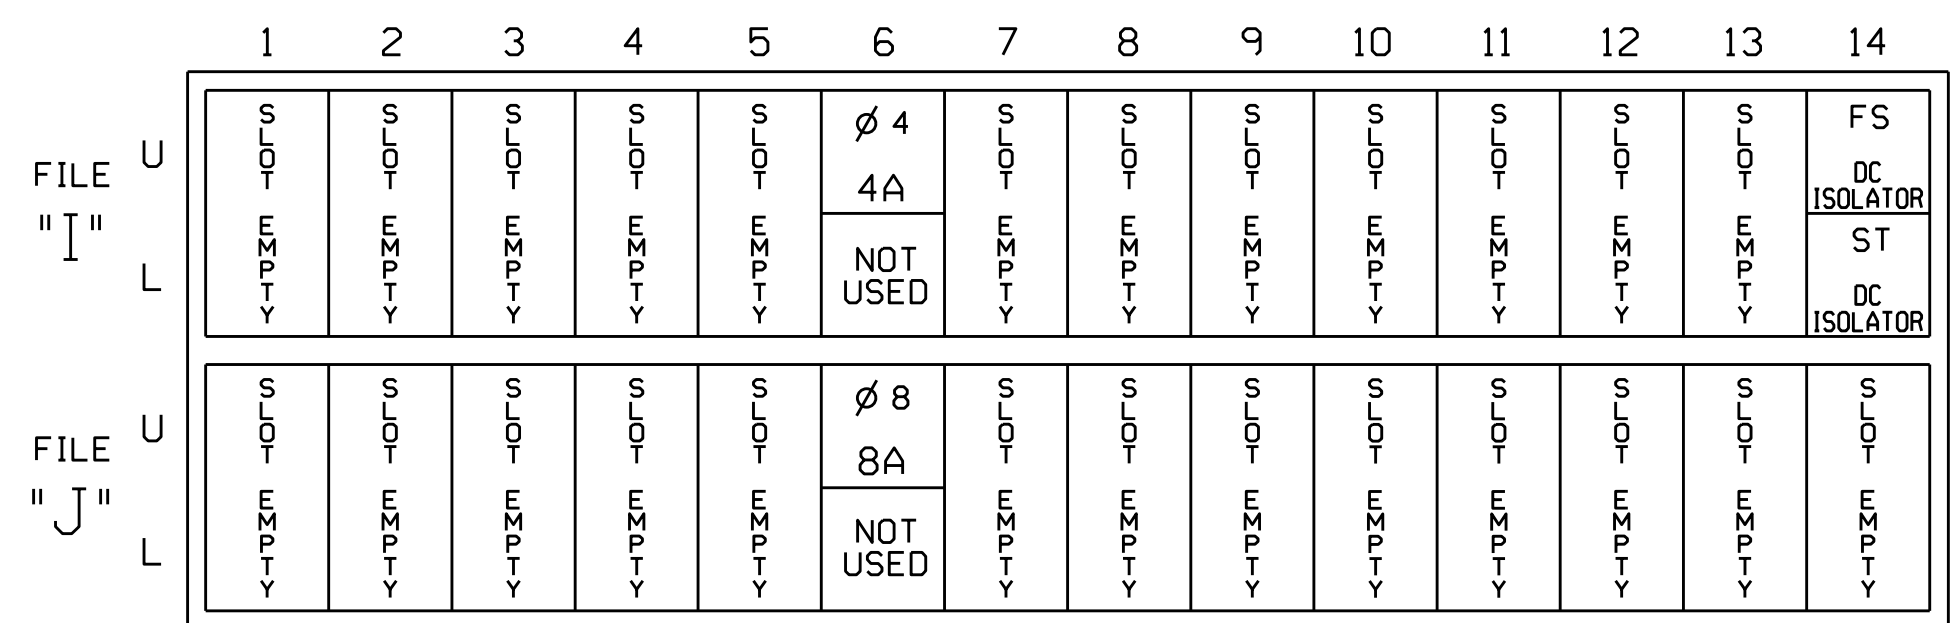 1 2 3 4 5 6 7 8 9 10 11 12 13 14
FILE "I"
U
L
SLOT EMPTY
SLOT EMPTY
SLOT EMPTY
SLOT EMPTY
SLOT EMPTY
Ø 4
4A
NOT
USED
SLOT EMPTY
SLOT EMPTY
SLOT EMPTY
SLOT EMPTY
SLOT EMPTY
SLOT EMPTY
SLOT EMPTY
FS
DC
ISOLATOR
ST
DC
ISOLATOR
FILE "J"
U
L
SLOT EMPTY
SLOT EMPTY
SLOT EMPTY
SLOT EMPTY
SLOT EMPTY
Ø 8
8A
NOT
USED
SLOT EMPTY
SLOT EMPTY
SLOT EMPTY
SLOT EMPTY
SLOT EMPTY
SLOT EMPTY
SLOT EMPTY
SLOT EMPTY